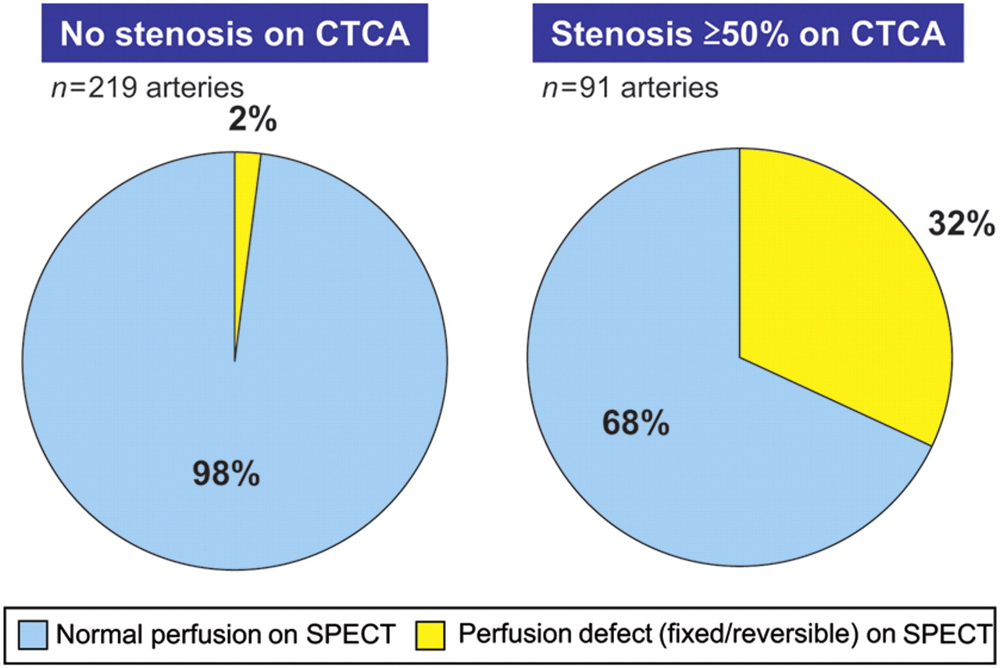 No stenosis on CTCA
n=219 arteries
2%
98%
Stenosis ≥50% on CTCA
n=91 arteries
32%
68%
Normal perfusion on SPECT
Perfusion defect (fixed/reversible) on SPECT